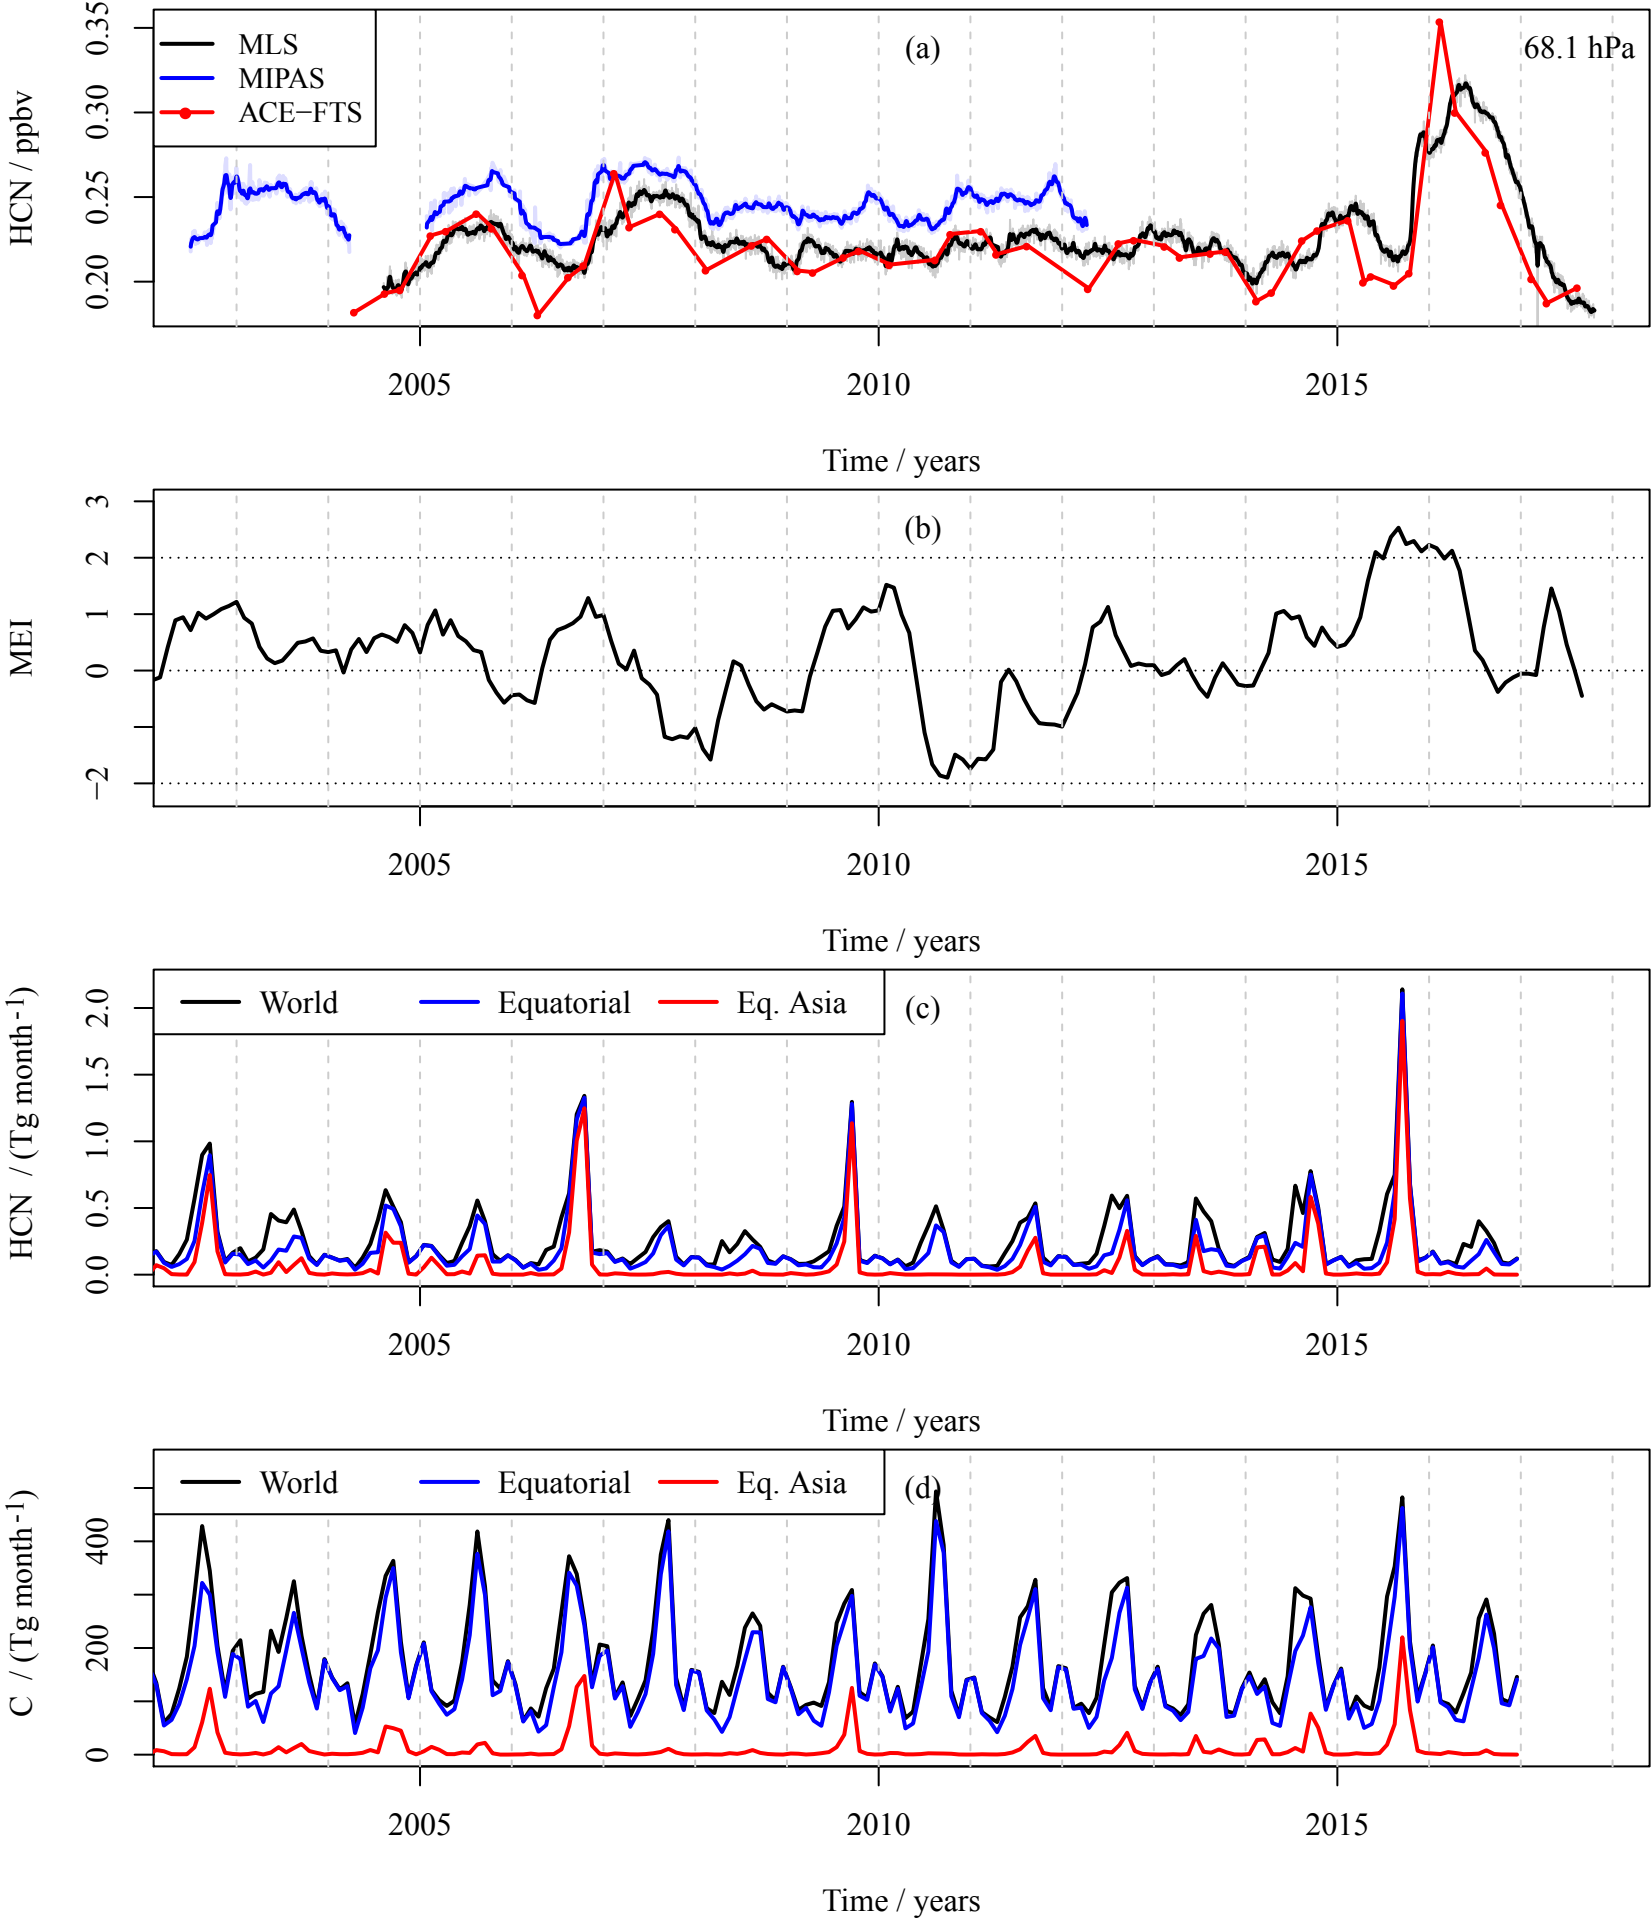 0.20 0.25 0.30 0.35
HCN / ppbv
MLS
MIPAS
ACE−FTS
(a)
68.1 hPa
2005 2010 2015
Time / years
−2 0 1 2 3
MEI
(b)
2005 2010 2015
Time / years
0.0 0.5 1.0 1.5 2.0
HCN / (Tg month-1)
World Equatorial Eq. Asia
(c)
2005 2010 2015
Time / years
0 200 400
C / (Tg month-1)
World Equatorial Eq. Asia
(d)
2005 2010 2015
Time / years